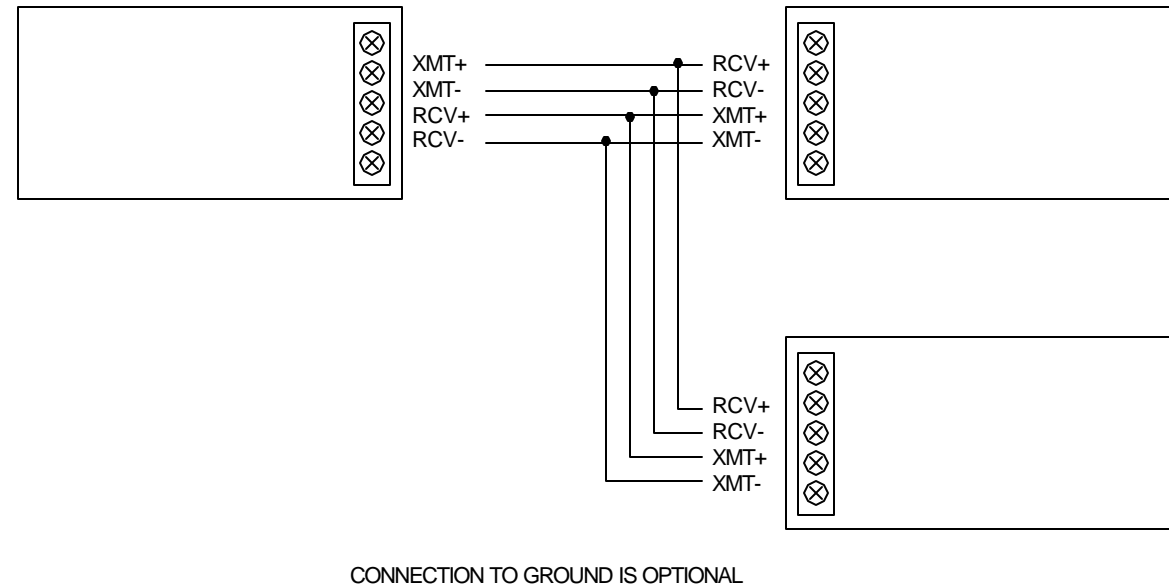 XMT+
XMT-
RCV+
RCV-
RCV+
RCV-
XMT+
XMT-
RCV+
RCV-
XMT+
XMT-
CONNECTION TO GROUND IS OPTIONAL